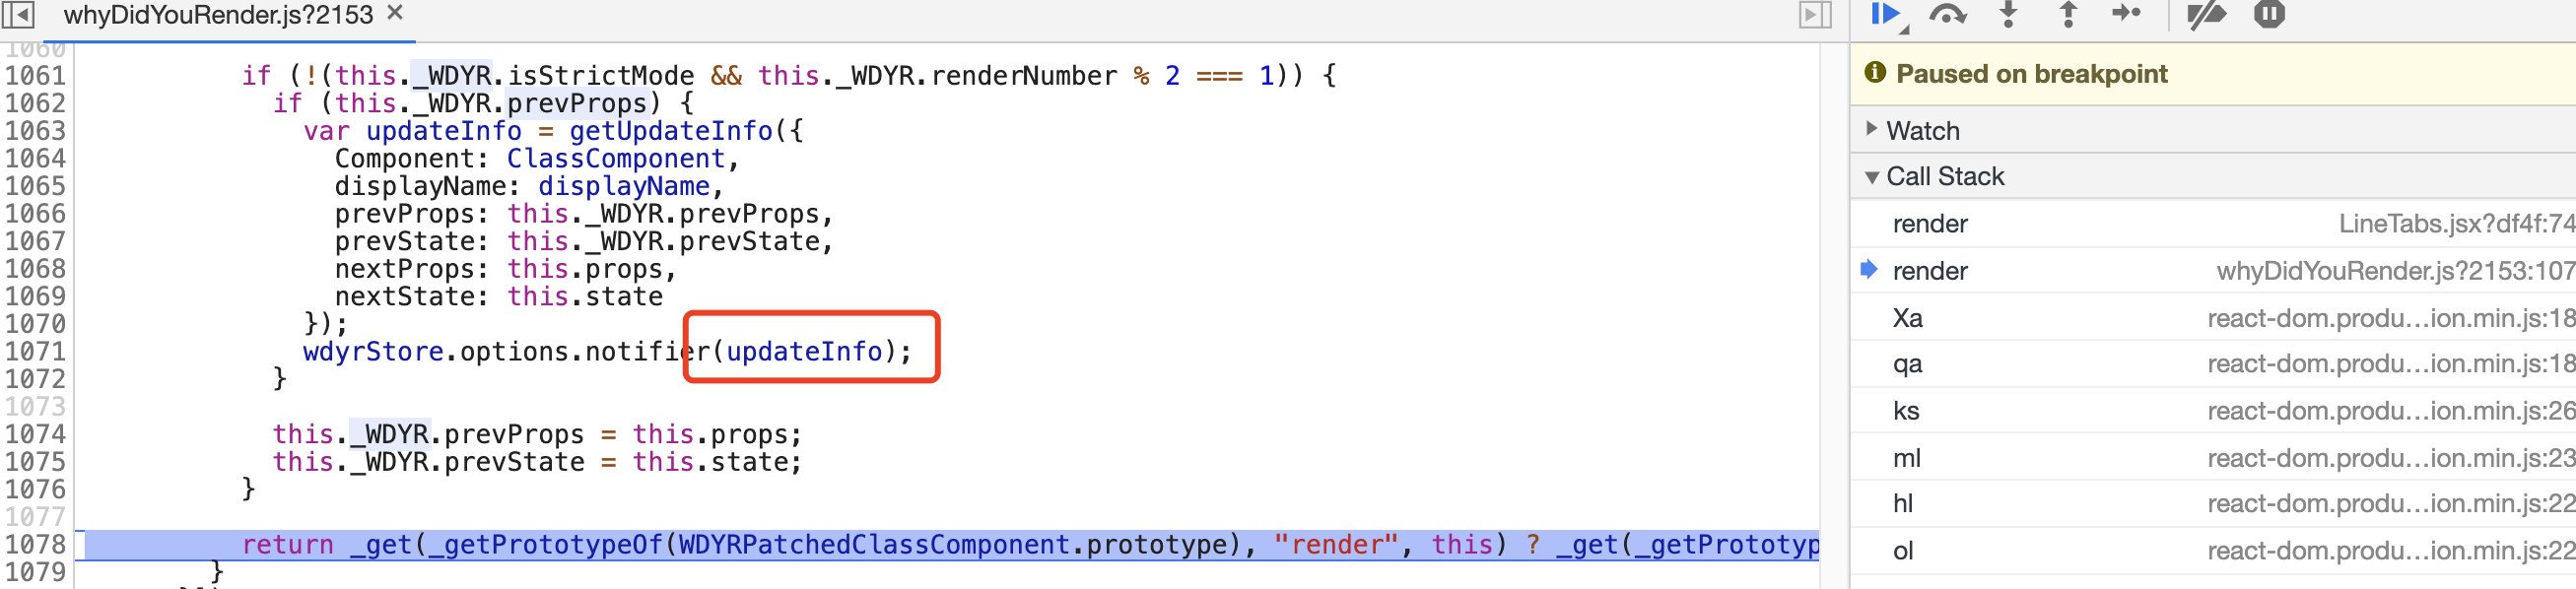 whyDidYouRender.js?2153 ×
1060
1061 if (!(this._WDYR.isStrictMode && this._WDYR.renderNumber % 2 === 1)) {
1062 if (this._WDYR.prevProps) {
1063 var updateInfo = getUpdateInfo({
1064 Component: ClassComponent,
1065 displayName: displayName,
1066 prevProps: this._WDYR.prevProps,
1067 prevState: this._WDYR.prevState,
1068 nextProps: this.props,
1069 nextState: this.state
1070 });
1071 wdyrStore.options.notifier(updateInfo);
1072 }
1073
1074 this._WDYR.prevProps = this.props;
1075 this._WDYR.prevState = this.state;
1076 }
1077
1078 return _get(_getPrototypeOf(WDYRPatchedClassComponent.prototype), "render", this) ? _get(_getPrototyp
1079 }
Paused on breakpoint
Watch
Call Stack
render LineTabs.jsx?df4f:74
render whyDidYouRender.js?2153:107
Xa react-dom.produ…ion.min.js:18
qa react-dom.produ…ion.min.js:18
ks react-dom.produ…ion.min.js:26
ml react-dom.produ…ion.min.js:23
hl react-dom.produ…ion.min.js:22
ol react-dom.produ…ion.min.js:22